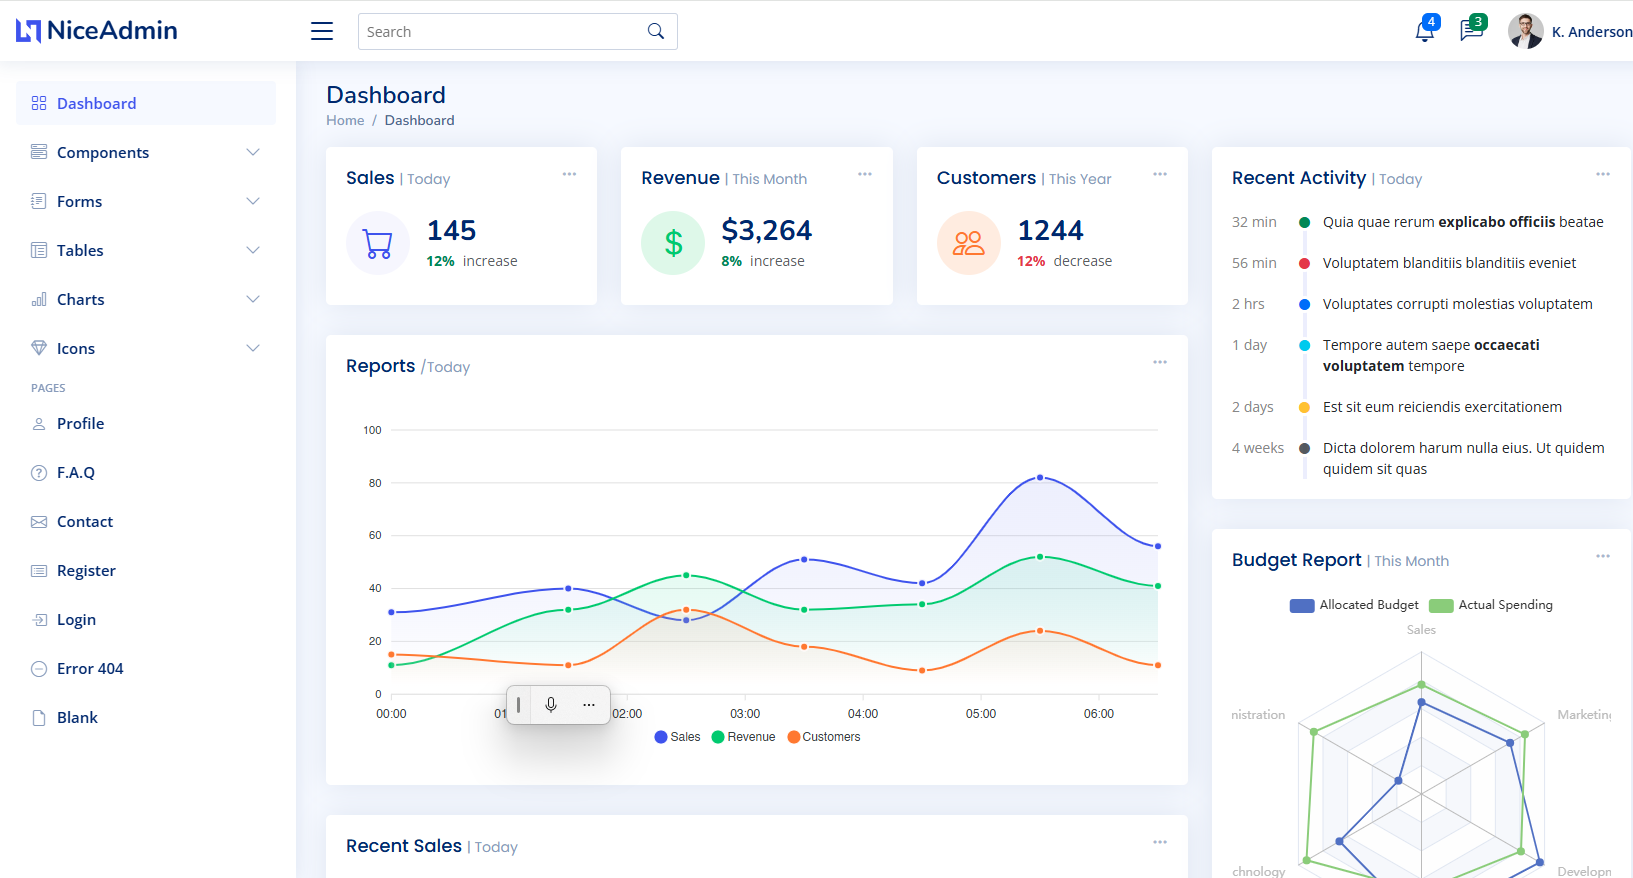 NiceAdmin
Search
4
3
K. Anderson
Dashboard
Components
Forms
Tables
Charts
Icons
PAGES
Profile
F.A.Q
Contact
Register
Login
Error 404
Blank
Dashboard
Home / Dashboard
Sales | Today
145
12% increase
Revenue | This Month
$3,264
8% increase
Customers | This Year
1244
12% decrease
Reports /Today
100
80
60
40
20
0
00:00 01 02:00 03:00 04:00 05:00 06:00
Sales Revenue Customers
Recent Sales | Today
Recent Activity | Today
32 min Quia quae rerum explicabo officiis beatae
56 min Voluptatem blanditiis blanditiis eveniet
2 hrs Voluptates corrupti molestias voluptatem
1 day Tempore autem saepe occaecati
voluptatem tempore
2 days Est sit eum reiciendis exercitationem
4 weeks Dicta dolorem harum nulla eius. Ut quidem
quidem sit quas
Budget Report | This Month
Allocated Budget Actual Spending
Sales
nistration Marketing
chnology Developm